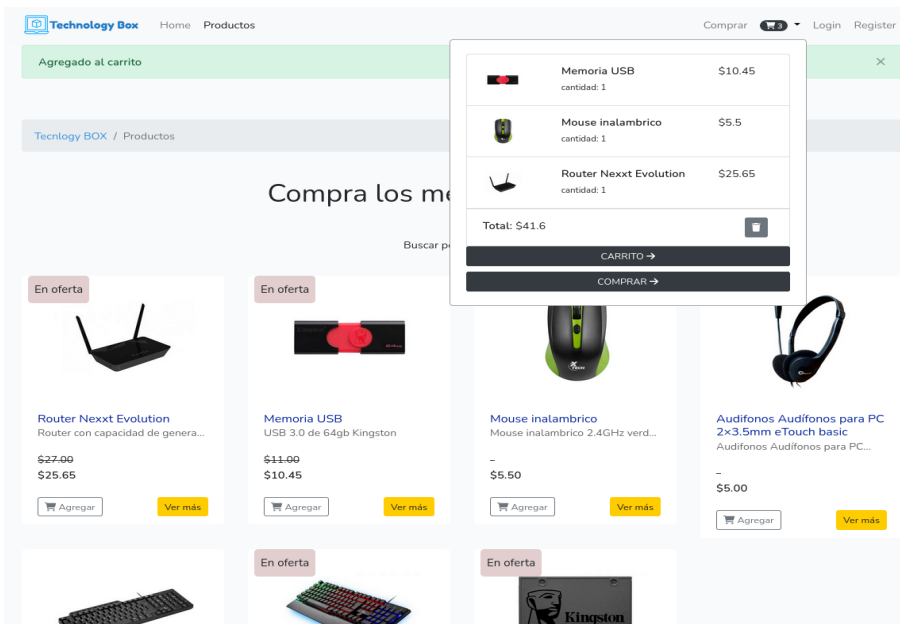 Technology Box Home Productos Comprar 3 Login Register
Agregado al carrito ×
Memoria USB $10.45
cantidad: 1
Mouse inalambrico $5.5
cantidad: 1
Router Nexxt Evolution $25.65
cantidad: 1
Total: $41.6
CARRITO →
COMPRAR →
Tecnlogy BOX / Productos
Compra los me
Buscar p
En oferta
Router Nexxt Evolution
Router con capacidad de genera...
$27.00
$25.65
Agregar Ver más
En oferta
Memoria USB
USB 3.0 de 64gb Kingston
$11.00
$10.45
Agregar Ver más
Mouse inalambrico
Mouse inalambrico 2.4GHz verd...
–
$5.50
Agregar Ver más
Audifonos Audífonos para PC
2×3.5mm eTouch basic
Audifonos Audífonos para PC...
–
$5.00
Agregar Ver más
En oferta
En oferta
Kingston